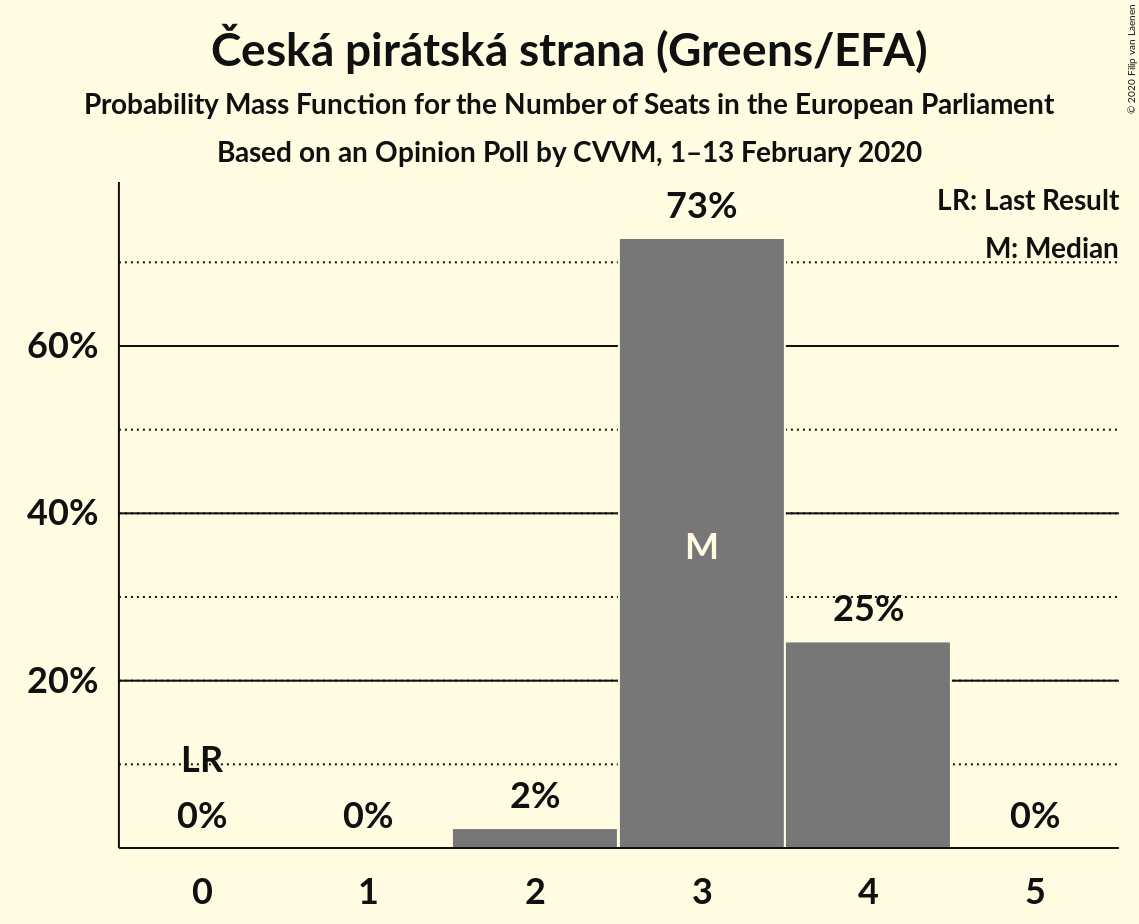 Česká pirátská strana (Greens/EFA)
Probability Mass Function for the Number of Seats in the European Parliament
Based on an Opinion Poll by CVVM, 1–13 February 2020
© 2020 Filip van Laenen
LR: Last Result
M: Median
73%
60%
40%
M
25%
20%
LR
0%
0%
2%
0%
0
1
2
3
4
5